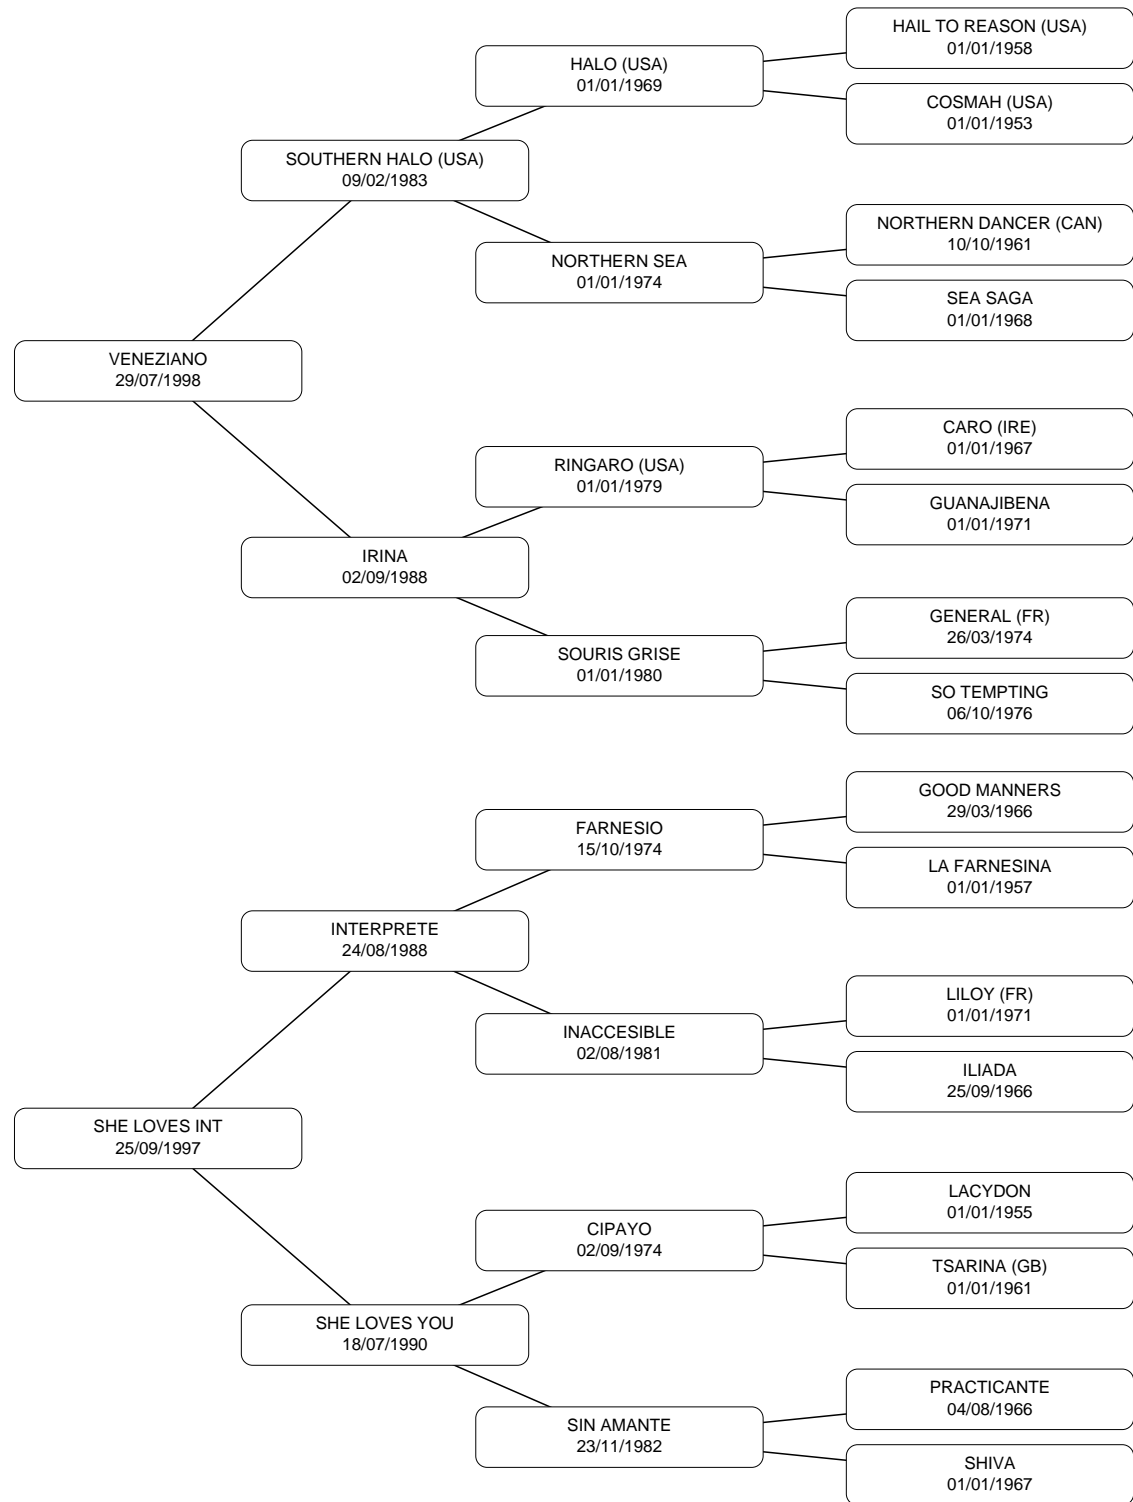 HAIL TO REASON (USA)
01/01/1958
HALO (USA)
01/01/1969
COSMAH (USA)
01/01/1953
SOUTHERN HALO (USA)
09/02/1983
NORTHERN DANCER (CAN)
10/10/1961
NORTHERN SEA
01/01/1974
SEA SAGA
01/01/1968
VENEZIANO
29/07/1998
CARO (IRE)
01/01/1967
RINGARO (USA)
01/01/1979
GUANAJIBENA
01/01/1971
IRINA
02/09/1988
GENERAL (FR)
26/03/1974
SOURIS GRISE
01/01/1980
SO TEMPTING
06/10/1976
GOOD MANNERS
29/03/1966
FARNESIO
15/10/1974
LA FARNESINA
01/01/1957
INTERPRETE
24/08/1988
LILOY (FR)
01/01/1971
INACCESIBLE
02/08/1981
ILIADA
25/09/1966
SHE LOVES INT
25/09/1997
LACYDON
01/01/1955
CIPAYO
02/09/1974
TSARINA (GB)
01/01/1961
SHE LOVES YOU
18/07/1990
PRACTICANTE
04/08/1966
SIN AMANTE
23/11/1982
SHIVA
01/01/1967